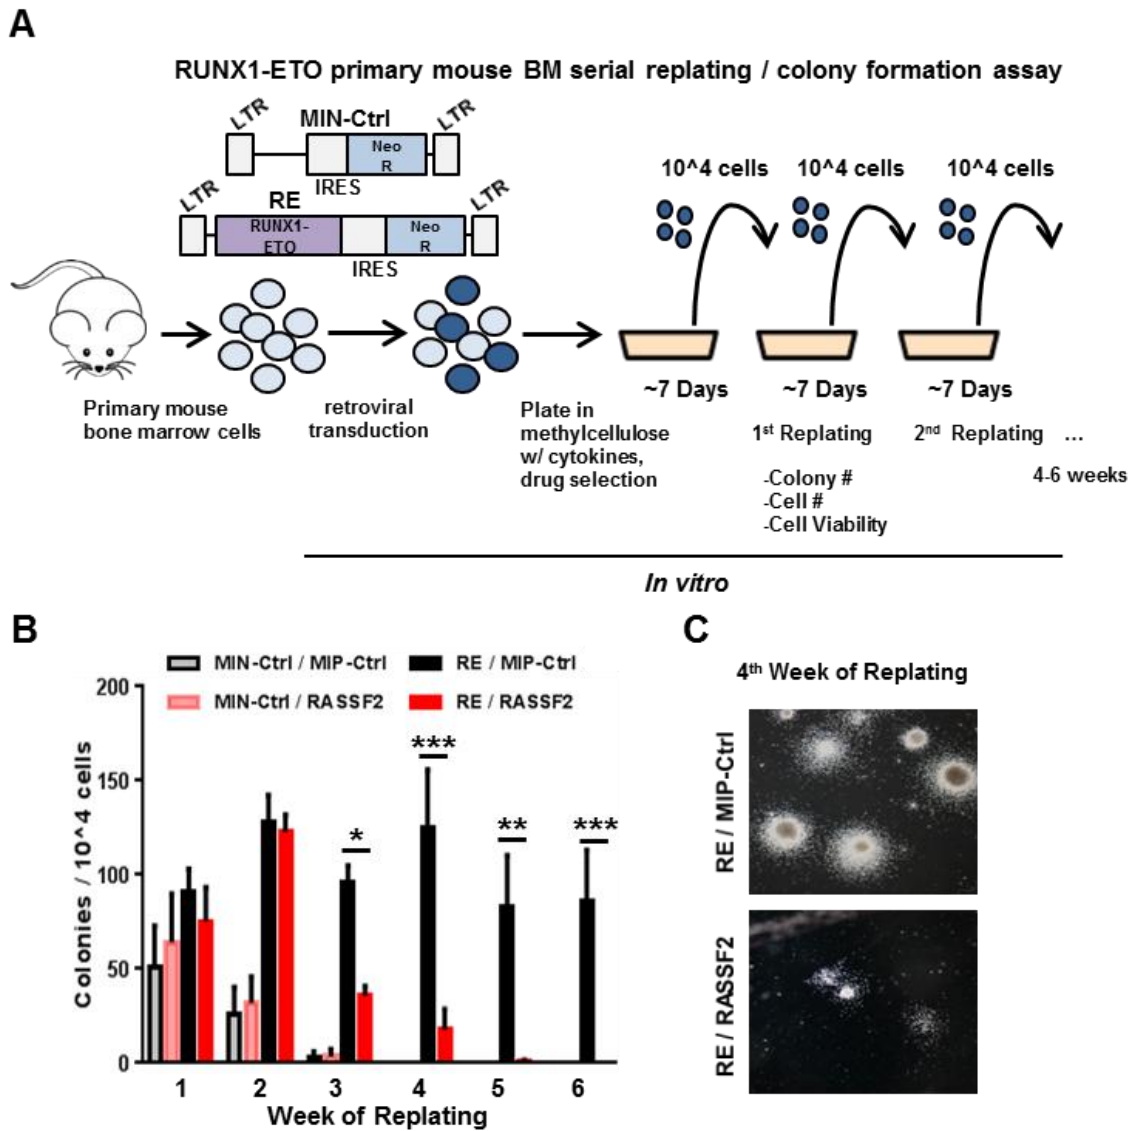 A
RUNX1-ETO primary mouse BM serial replating / colony formation assay
LTR
MIN-Ctrl
LTR
Neo
R
IRES
LTR
RE
LTR
RUNX1-
ETO
Neo
R
IRES
10^4 cells
10^4 cells
10^4 cells
~7 Days
~7 Days
~7 Days
Primary mouse
bone marrow cells
retroviral
transduction
Plate in
methylcellulose
w/ cytokines,
drug selection
1st Replating
2nd Replating
...
4-6 weeks
-Colony #
-Cell #
-Cell Viability
In vitro
B
MIN-Ctrl / MIP-Ctrl
RE / MIP-Ctrl
MIN-Ctrl / RASSF2
RE / RASSF2
Colonies / 10^4 cells
200
150
100
50
0
*
***
**
***
1 2 3 4 5 6
Week of Replating
C
4th Week of Replating
RE / MIP-Ctrl
RE / RASSF2